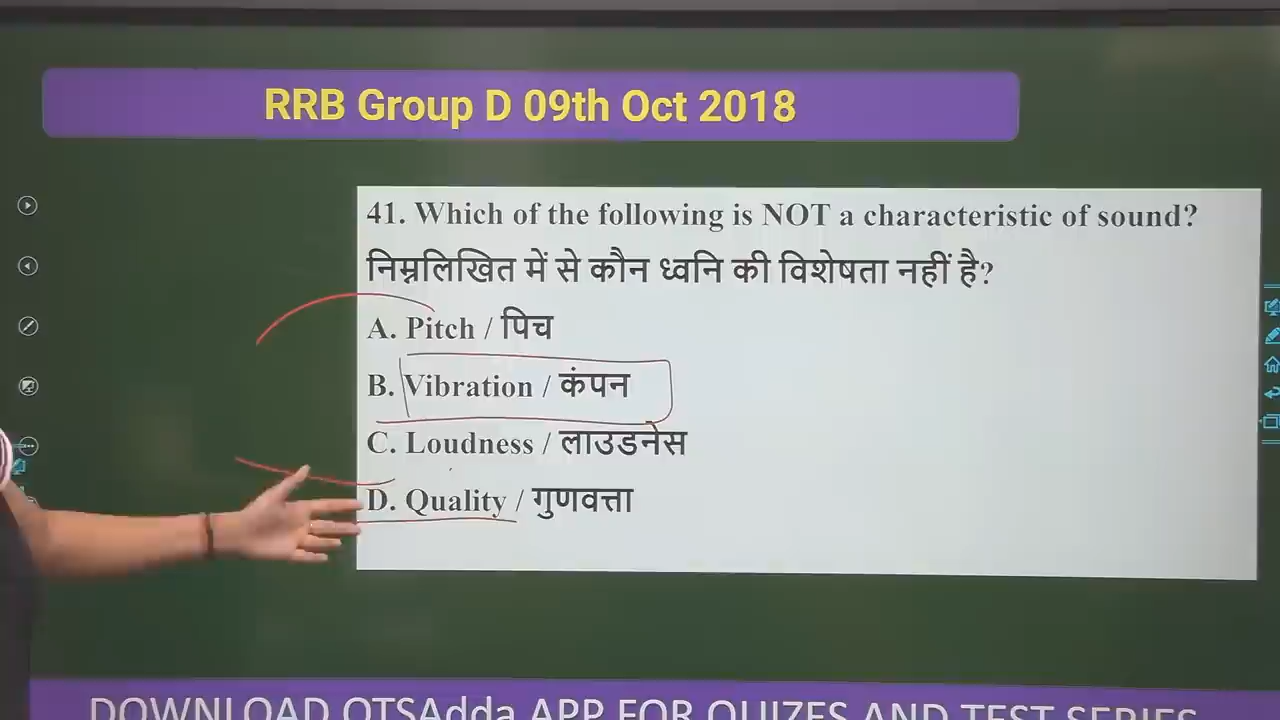 RRB Group D 09th Oct 2018
41. Which of the following is NOT a characteristic of sound?
निम्नलिखित में से कौन ध्वनि की विशेषता नहीं है?
A. Pitch / पिच
B. Vibration / कंपन
C. Loudness / लाउडनेस
D. Quality / गुणवत्ता
DOWNLOAD OTSAdda APP FOR QUIZES AND TEST SERIES